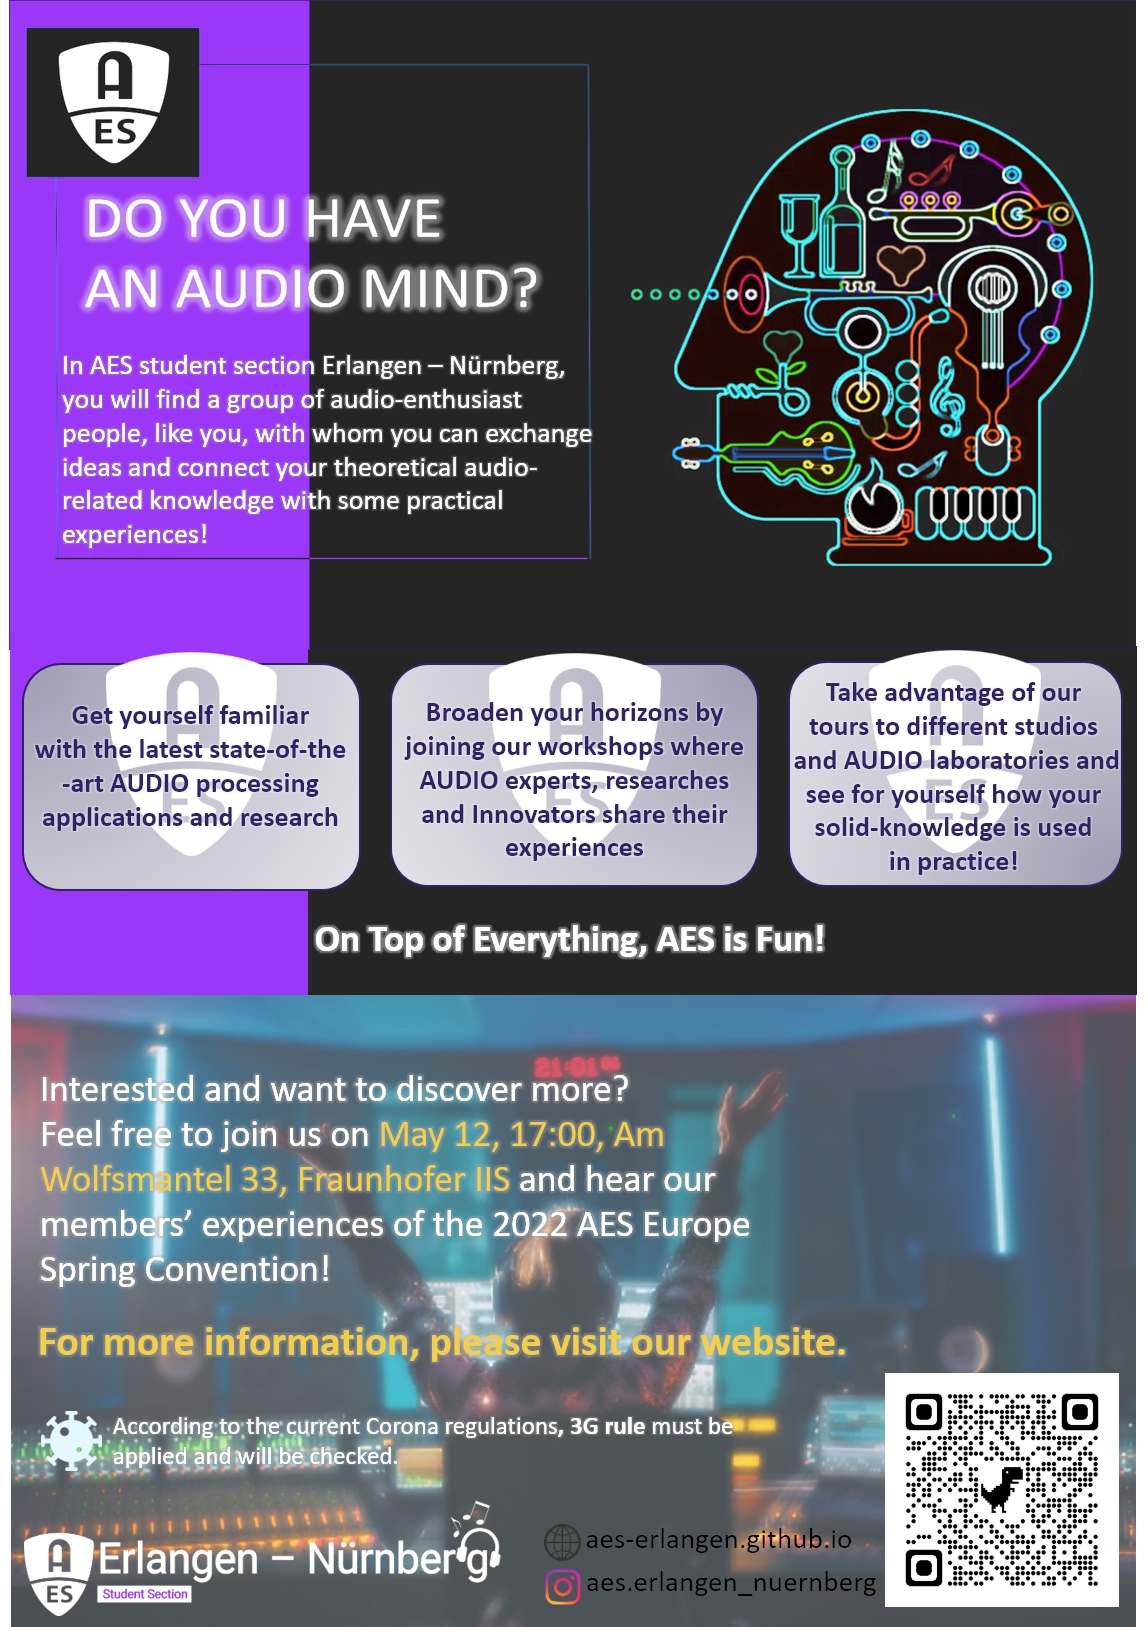 A
ES
DO YOU HAVE
AN AUDIO MIND?
In AES student section Erlangen – Nürnberg,
you will find a group of audio-enthusiast
people, like you, with whom you can exchange
ideas and connect your theoretical audio-
related knowledge with some practical
experiences!
A
ES
Get yourself familiar
with the latest state-of-the
-art AUDIO processing
applications and research
A
ES
Broaden your horizons by
joining our workshops where
AUDIO experts, researches
and Innovators share their
experiences
A
ES
Take advantage of our
tours to different studios
and AUDIO laboratories and
see for yourself how your
solid-knowledge is used
in practice!
On Top of Everything, AES is Fun!
21:01
Interested and want to discover more?
Feel free to join us on May 12, 17:00, Am
Wolfsmantel 33, Fraunhofer IIS and hear our
members’ experiences of the 2022 AES Europe
Spring Convention!
For more information, please visit our website.
According to the current Corona regulations, 3G rule must be
applied and will be checked.
A
ES
Erlangen – Nürnberg
Student Section
aes-erlangen.github.io
aes.erlangen_nuernberg